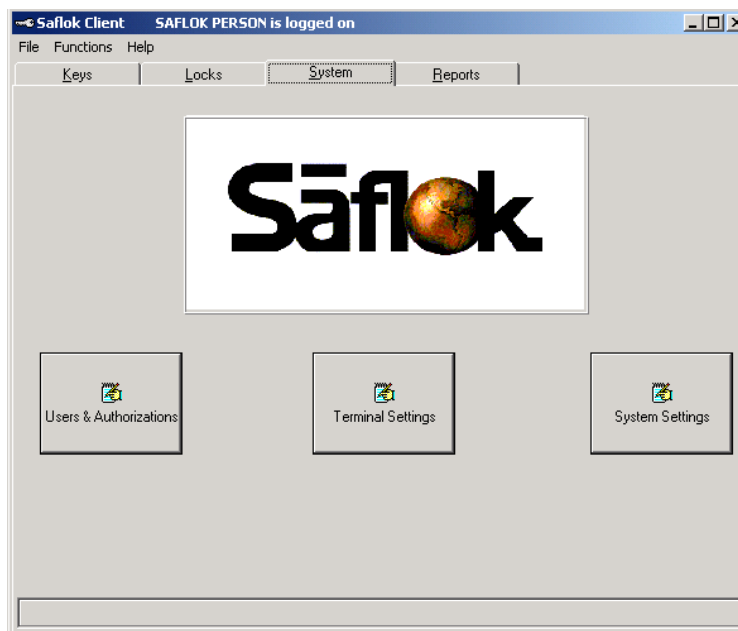 Saflok Client SAFLOK PERSON is logged on
File Functions Help
Keys Locks System Reports
Sāflok
Users & Authorizations Terminal Settings System Settings